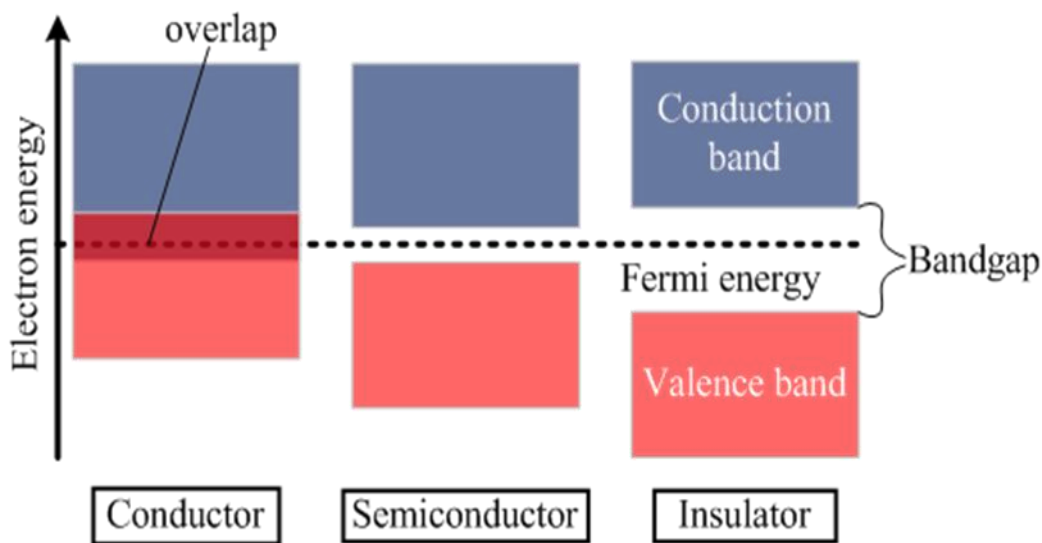 overlap
Electron energy
Conduction
band
Fermi energy
Bandgap
Valence band
Conductor
Semiconductor
Insulator